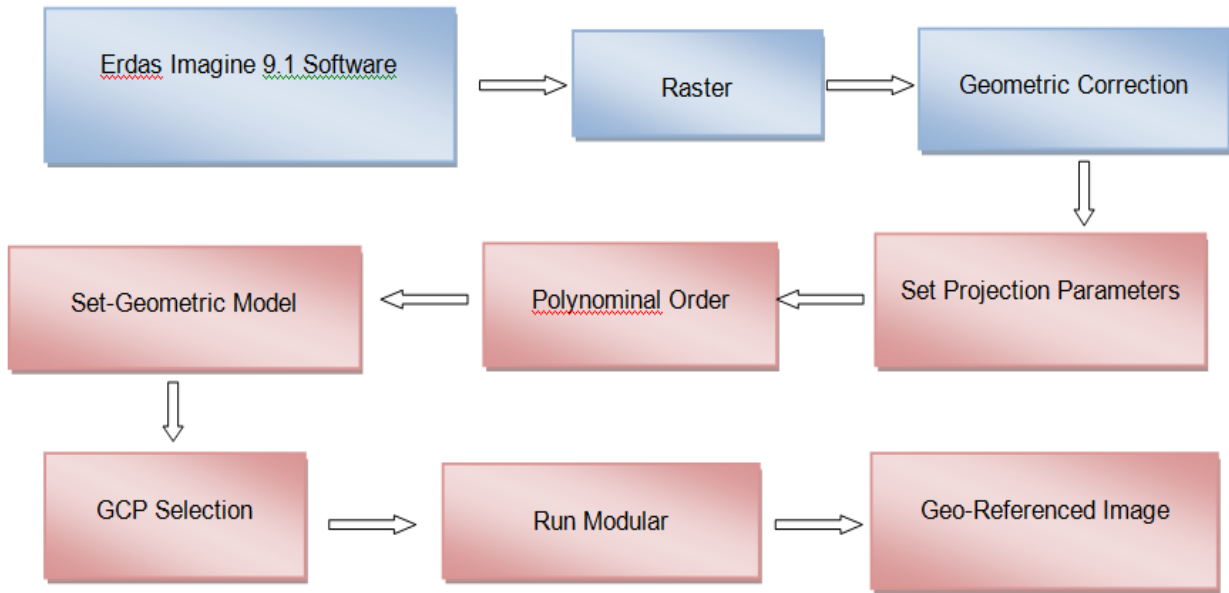 Erdas Imagine 9.1 Software
Raster
Geometric Correction
Set Projection Parameters
Polynominal Order
Set-Geometric Model
GCP Selection
Run Modular
Geo-Referenced Image